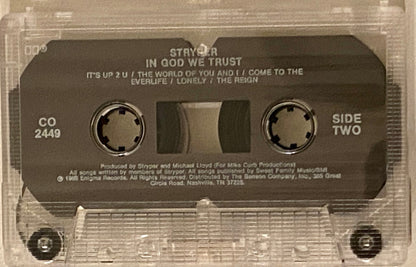 STRYPER
IN GOD WE TRUST
IT'S UP 2 U / THE WORLD OF YOU AND I / COME TO THE
EVERLIFE / LONELY / THE REIGN
CO
2449
SIDE
TWO
Produced by Stryper and Michael Lloyd (For Mike Curb Productions)
All songs written by members of Stryper. All songs published by Sweet Family Music/BMI
℗ 1988 Enigma Records. All Rights Reserved. Distributed by The Benson Company, Inc., 365 Great
Circle Road, Nashville, TN 37228.